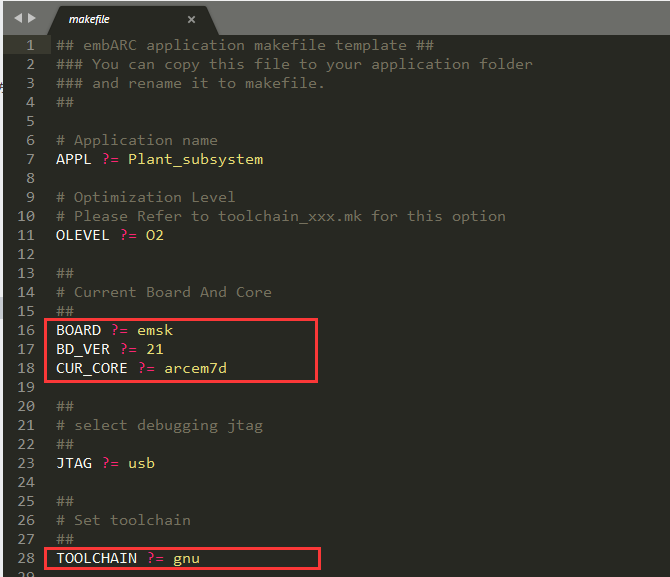 makefile ×
1 ## embARC application makefile template ##
2 ### You can copy this file to your application folder
3 ### and rename it to makefile.
4 ##
5
6 # Application name
7 APPL ?= Plant_subsystem
8
9 # Optimization Level
10 # Please Refer to toolchain_xxx.mk for this option
11 OLEVEL ?= O2
12
13 ##
14 # Current Board And Core
15 ##
16 BOARD ?= emsk
17 BD_VER ?= 21
18 CUR_CORE ?= arcem7d
19
20 ##
21 # select debugging jtag
22 ##
23 JTAG ?= usb
24
25 ##
26 # Set toolchain
27 ##
28 TOOLCHAIN ?= gnu
29